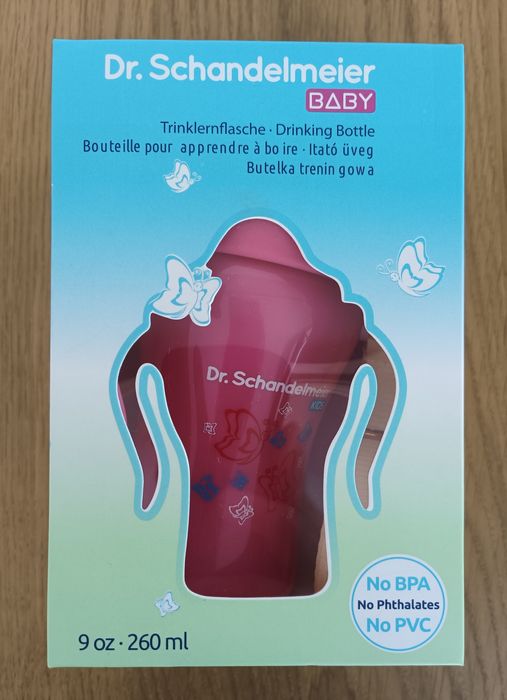 Dr. Schandelmeier
BABY
Trinklernflasche · Drinking Bottle
Bouteille pour apprendre à bo ire · Itató üveg
Butelka trenin gowa
Dr. Schandelmeier
KIDS
No BPA
No Phthalates
No PVC
9 oz · 260 ml